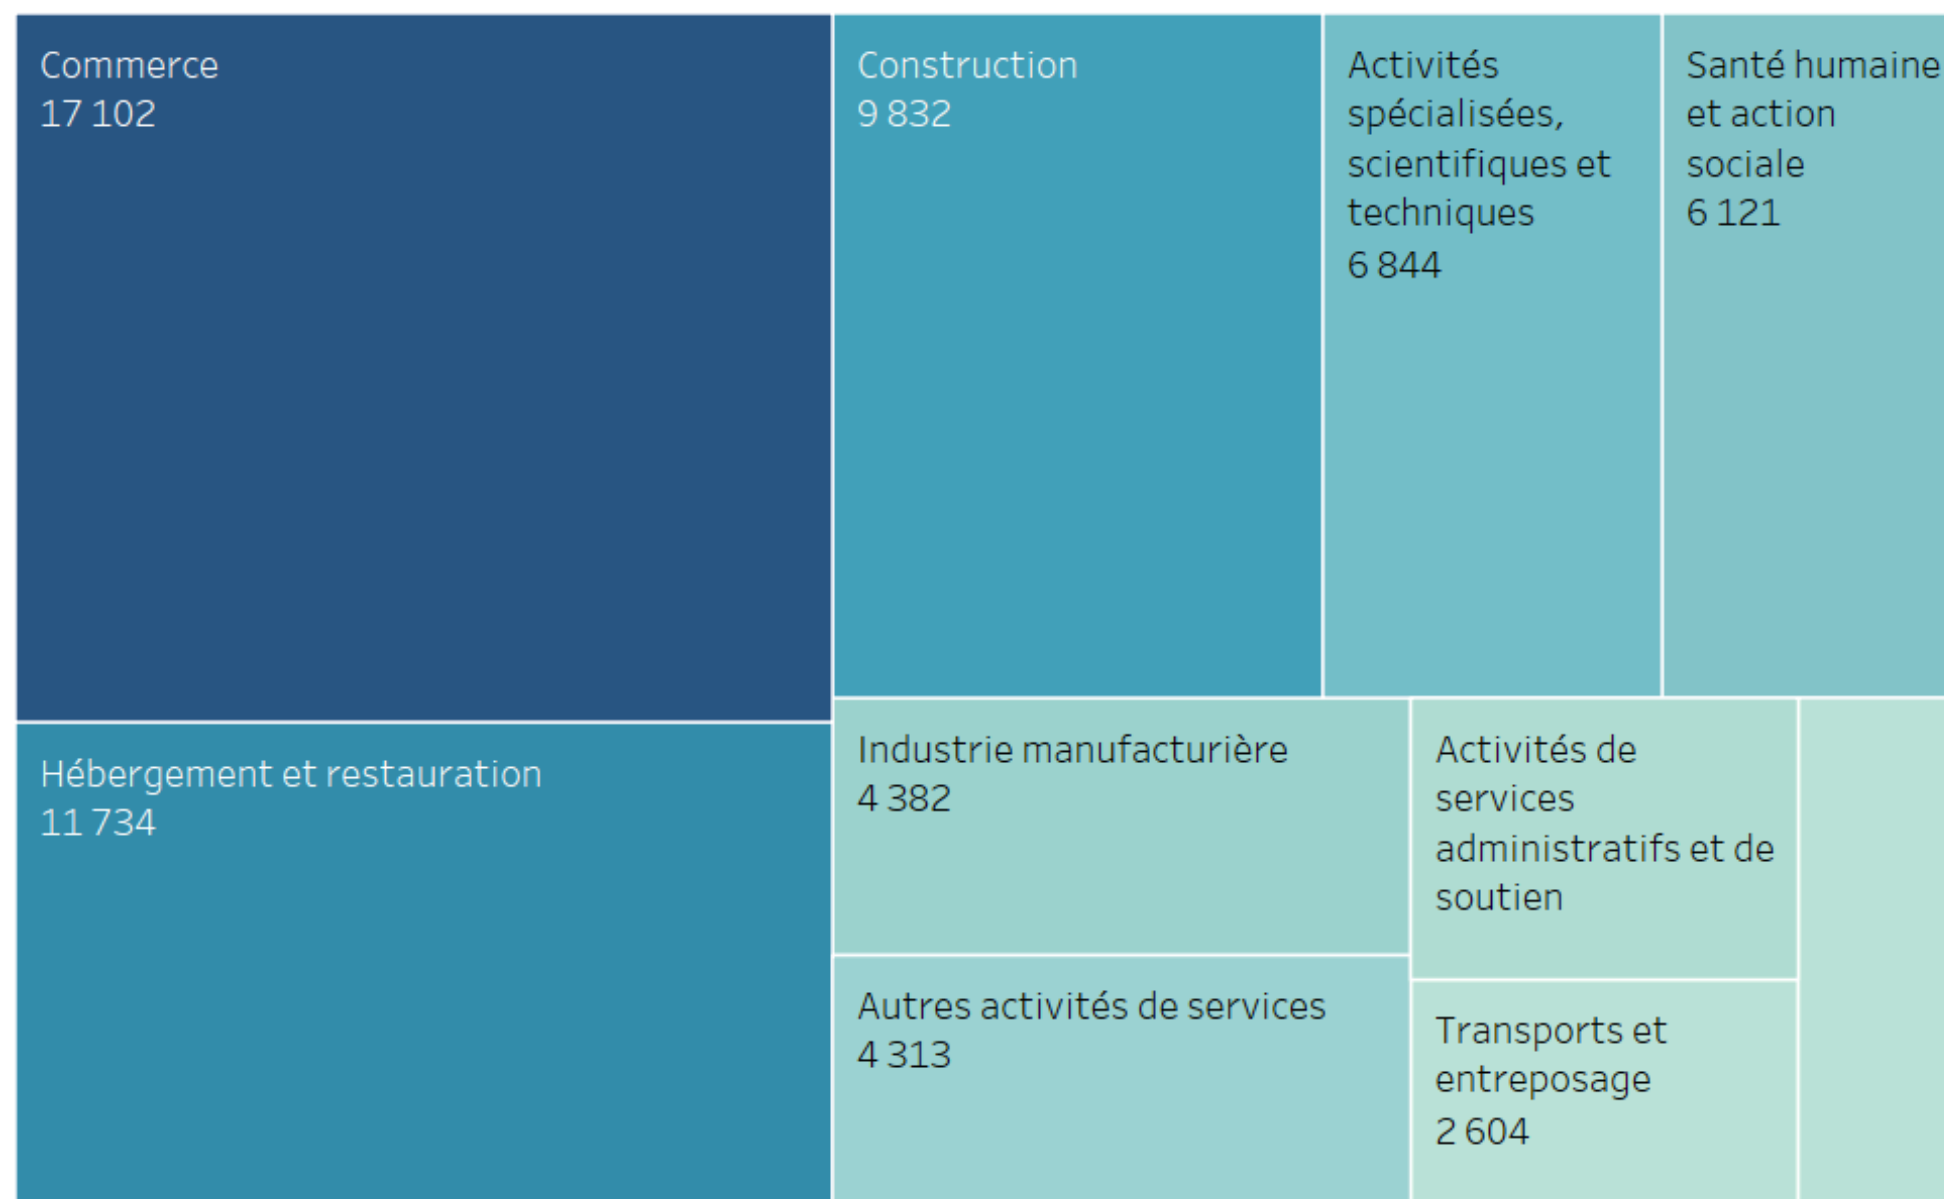 Commerce
17 102
Construction
9 832
Activités
spécialisées,
scientifiques et
techniques
6 844
Santé humaine
et action
sociale
6 121
Hébergement et restauration
11 734
Industrie manufacturière
4 382
Activités de
services
administratifs et de
soutien
Autres activités de services
4 313
Transports et
entreposage
2 604